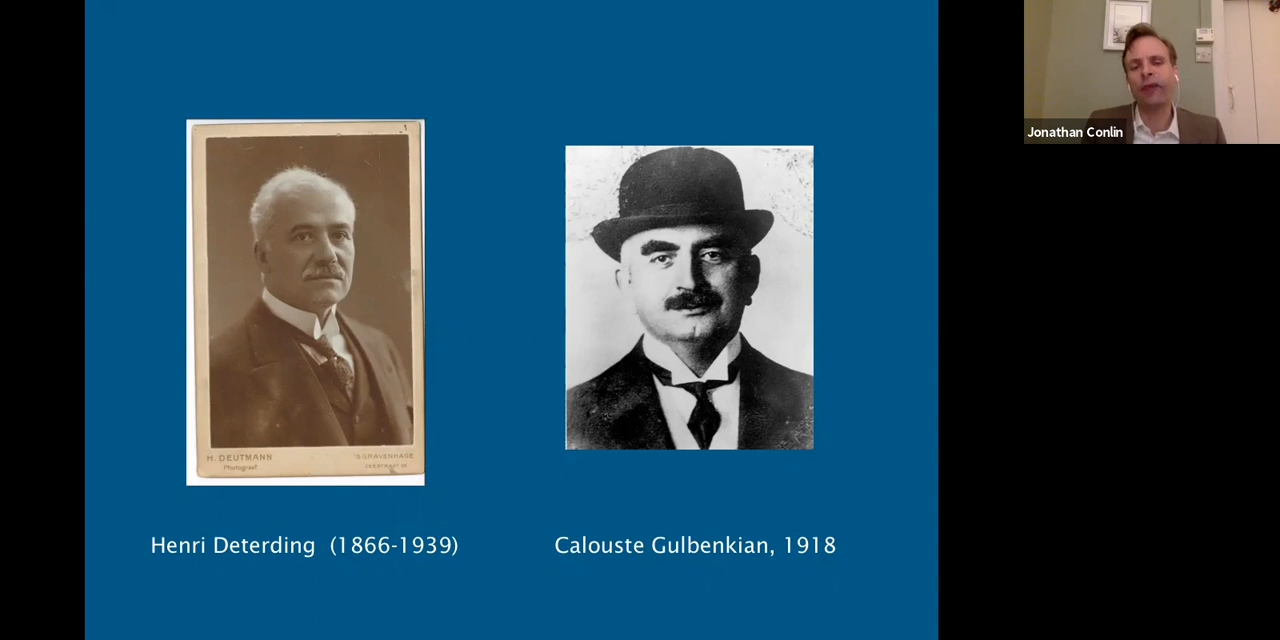 Jonathan Conlin
H. DEUTMANN
Photograaf
'S GRAVENHAGE
Henri Deterding (1866-1939)
Calouste Gulbenkian, 1918